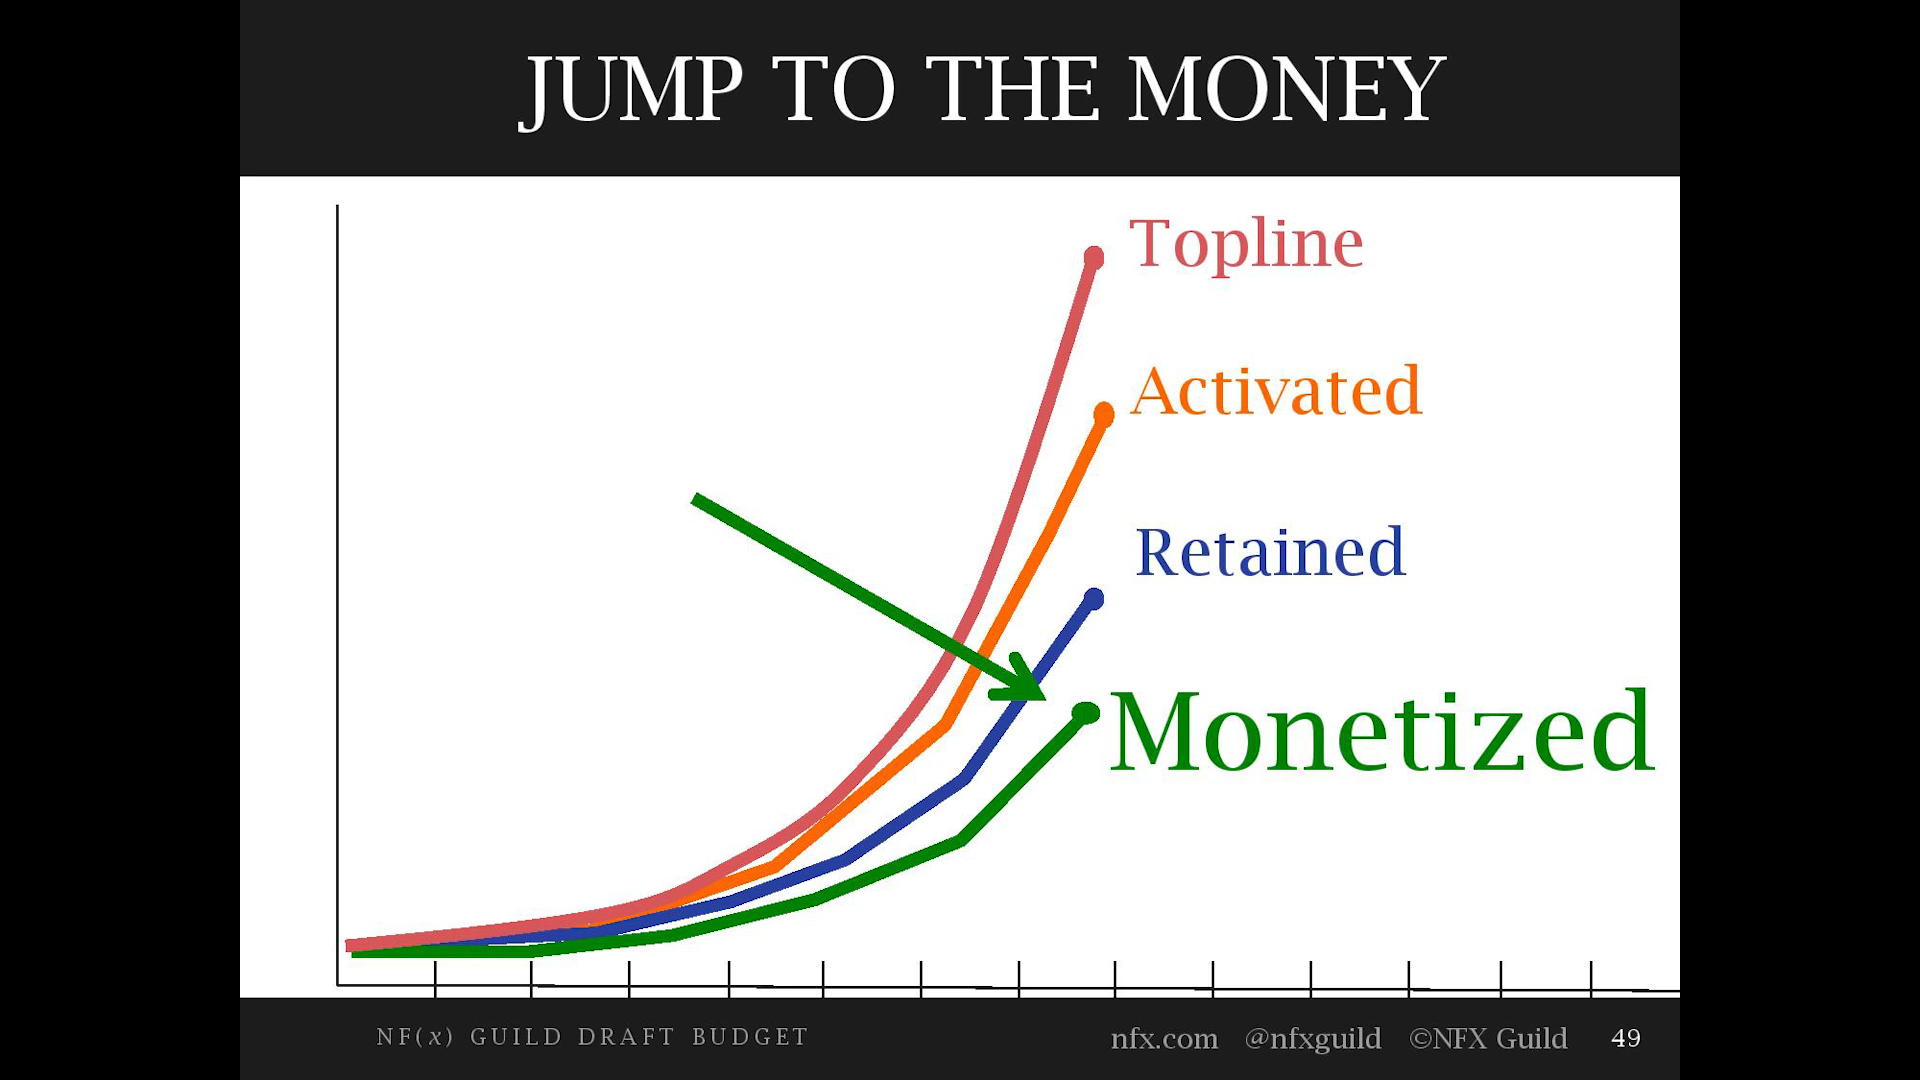 JUMP TO THE MONEY
Topline
Activated
Retained
Monetized
NF(x) GUILD DRAFT BUDGET
nfx.com @nfxguild ©NFX Guild 49